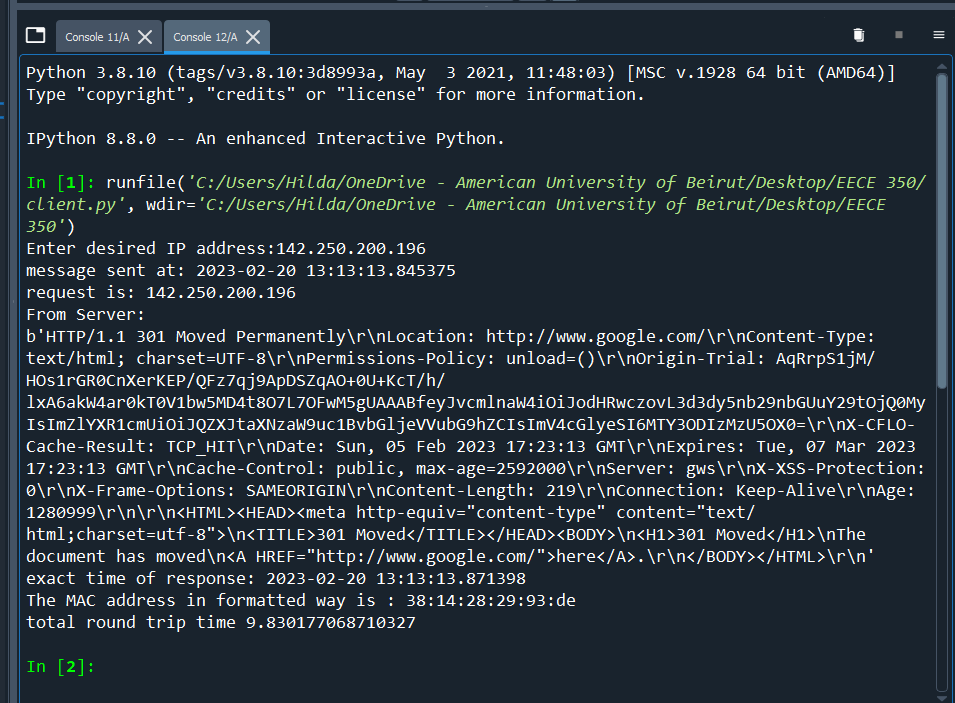 Console 11/A
Console 12/A
Python 3.8.10 (tags/v3.8.10:3d8993a, May  3 2021, 11:48:03) [MSC v.1928 64 bit (AMD64)]
Type "copyright", "credits" or "license" for more information.
IPython 8.8.0 -- An enhanced Interactive Python.
In [1]: runfile('C:/Users/Hilda/OneDrive - American University of Beirut/Desktop/EECE 350/
client.py', wdir='C:/Users/Hilda/OneDrive - American University of Beirut/Desktop/EECE
350')
Enter desired IP address:142.250.200.196
message sent at: 2023-02-20 13:13:13.845375
request is: 142.250.200.196
From Server:
b'HTTP/1.1 301 Moved Permanently\r\nLocation: http://www.google.com/\r\nContent-Type:
text/html; charset=UTF-8\r\nPermissions-Policy: unload=()\r\nOrigin-Trial: AqRrpS1jM/
HOs1rGR0CnXerKEP/QFz7qj9ApDSZqAO+0U+KcT/h/
lxA6akW4ar0kT0V1bw5MD4t8O7L7OFwM5gUAAABfeyJvcmlnaW4iOiJodHRwczovL3d3dy5nb29nbGUuY29tOjQ0My
IsImZlYXR1cmUiOiJQZXJtaXNzaW9uc1BvbGljeVVubG9hZCIsImV4cGlyeSI6MTY3ODIzMzU5OX0=\r\nX-CFLO-
Cache-Result: TCP_HIT\r\nDate: Sun, 05 Feb 2023 17:23:13 GMT\r\nExpires: Tue, 07 Mar 2023
17:23:13 GMT\r\nCache-Control: public, max-age=2592000\r\nServer: gws\r\nX-XSS-Protection:
0\r\nX-Frame-Options: SAMEORIGIN\r\nContent-Length: 219\r\nConnection: Keep-Alive\r\nAge:
1280999\r\n\r\n<HTML><HEAD><meta http-equiv="content-type" content="text/
html;charset=utf-8">\n<TITLE>301 Moved</TITLE></HEAD><BODY>\n<H1>301 Moved</H1>\nThe
document has moved\n<A HREF="http://www.google.com/">here</A>.\r\n</BODY></HTML>\r\n'
exact time of response: 2023-02-20 13:13:13.871398
The MAC address in formatted way is : 38:14:28:29:93:de
total round trip time 9.830177068710327
In [2]: